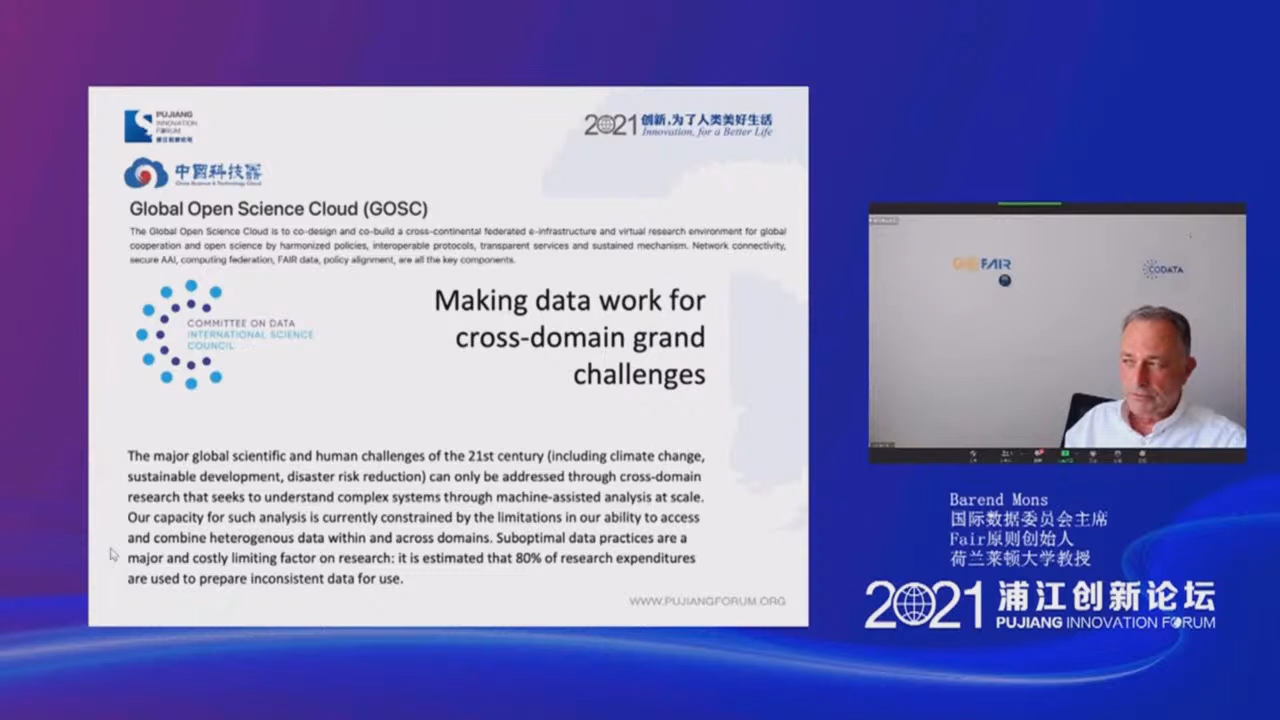 PUJIANG
INNOVATION
FORUM
浦江创新论坛
2021 创新,为了人类美好生活
Innovation, for a Better Life
中国科技云
China Science & Technology Cloud
Global Open Science Cloud (GOSC)
The Global Open Science Cloud is to co-design and co-build a cross-continental federated e-infrastructure and virtual research environment for global
cooperation and open science by harmonized policies, interoperable protocols, transparent services and sustained mechanism. Network connectivity,
secure AAI, computing federation, FAIR data, policy alignment, are all the key components.
COMMITTEE ON DATA
INTERNATIONAL SCIENCE
COUNCIL
Making data work for
cross-domain grand
challenges
The major global scientific and human challenges of the 21st century (including climate change,
sustainable development, disaster risk reduction) can only be addressed through cross-domain
research that seeks to understand complex systems through machine-assisted analysis at scale.
Our capacity for such analysis is currently constrained by the limitations in our ability to access
and combine heterogenous data within and across domains. Suboptimal data practices are a
major and costly limiting factor on research: it is estimated that 80% of research expenditures
are used to prepare inconsistent data for use.
WWW.PUJIANGFORUM.ORG
GO FAIR
CODATA
Barend Mons
国际数据委员会主席
Fair原则创始人
荷兰莱顿大学教授
2021 浦江创新论坛
PUJIANG INNOVATION FORUM